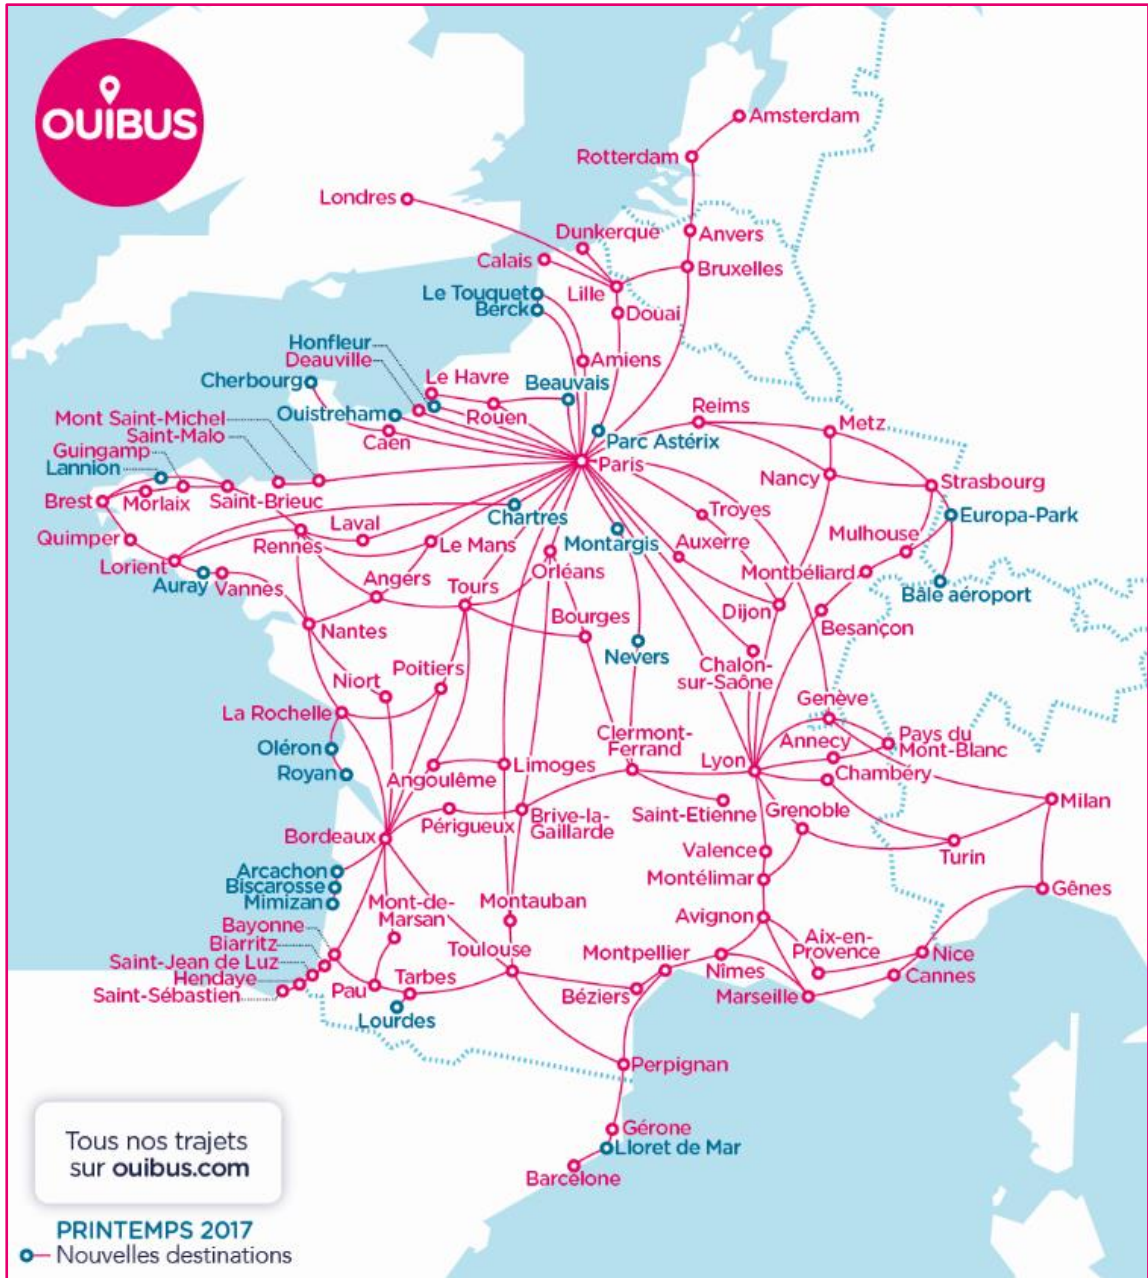 OUIBUS
Amsterdam
Rotterdam
Londres
Dunkerque
Anvers
Calais
Bruxelles
Le Touquet
Lille
Berck
Douai
Honfleur
Deauville
Amiens
Cherbourg
Le Havre
Beauvais
Ouistreham
Rouen
Reims
Metz
Mont Saint-Michel
Caen
Parc Astérix
Saint-Malo
Guingamp
Paris
Lannion
Nancy
Strasbourg
Brest
Morlaix
Saint-Brieuc
Chartres
Troyes
Europa-Park
Quimper
Laval
Montargis
Mulhouse
Rennes
Le Mans
Auxerre
Lorient
Orléans
Montbéliard
Auray
Vannes
Angers
Tours
Bâle aéroport
Bourges
Dijon
Besançon
Nantes
Nevers
Chalon-
sur-Saône
Poitiers
Niort
Genève
La Rochelle
Clermont-
Ferrand
Annecy
Pays du
Mont-Blanc
Oléron
Lyon
Royan
Angoulême
Limoges
Chambéry
Saint-Etienne
Grenoble
Milan
Périgueux
Brive-la-
Gaillarde
Bordeaux
Valence
Turin
Arcachon
Montélimar
Biscarosse
Gênes
Mimizan
Mont-de-
Marsan
Montauban
Avignon
Bayonne
Aix-en-
Provence
Biarritz
Toulouse
Montpellier
Nice
Saint-Jean de Luz
Nîmes
Hendaye
Cannes
Saint-Sébastien
Pau
Tarbes
Béziers
Marseille
Lourdes
Perpignan
Gérone
Lloret de Mar
Barcelone
Tous nos trajets
sur ouibus.com
PRINTEMPS 2017
Nouvelles destinations